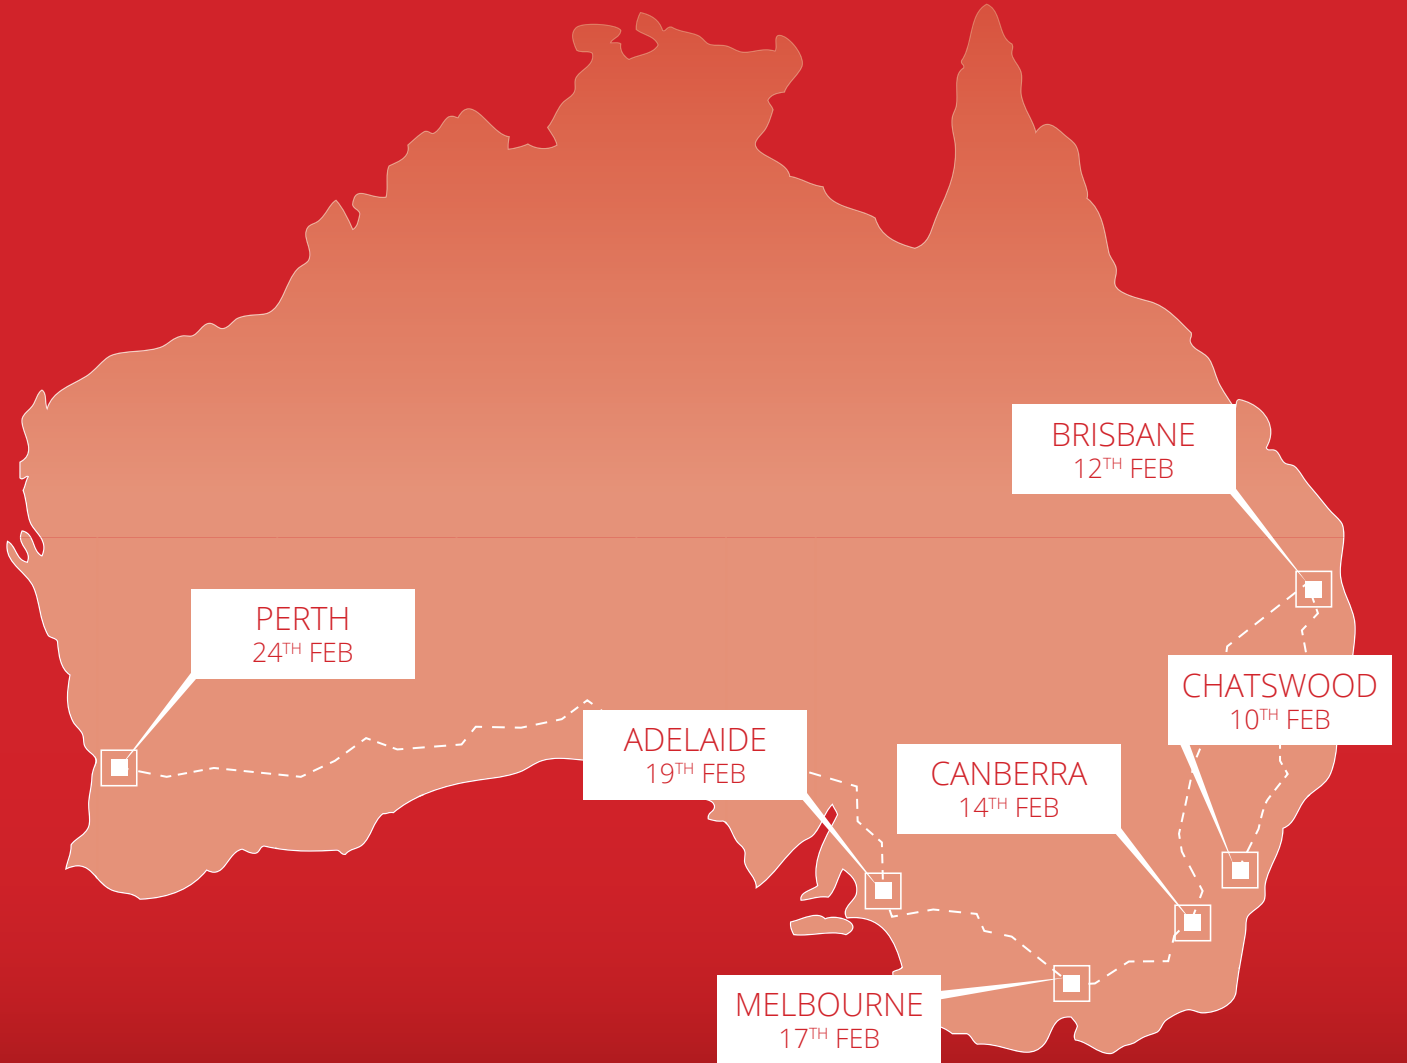 BRISBANE
12TH FEB
PERTH
24TH FEB
CHATSWOOD
10TH FEB
ADELAIDE
19TH FEB
CANBERRA
14TH FEB
MELBOURNE
17TH FEB